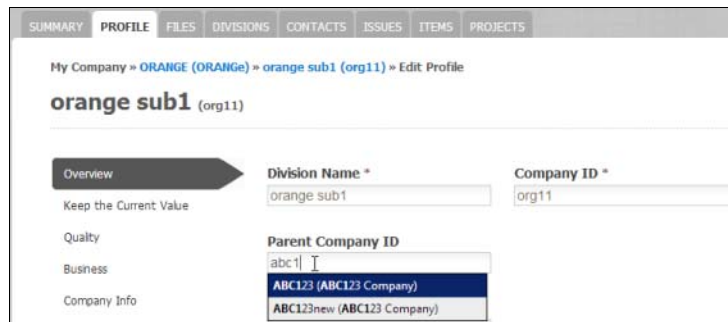 SUMMARY PROFILE FILES DIVISIONS CONTACTS ISSUES ITEMS PROJECTS
My Company » ORANGE (ORANGe) » orange sub1 (org11) » Edit Profile
orange sub1 (org11)
Overview
Keep the Current Value
Quality
Business
Company Info
Division Name * Company ID *
orange sub1 org11
Parent Company ID
abc1
ABC123 (ABC123 Company)
ABC123new (ABC123 Company)